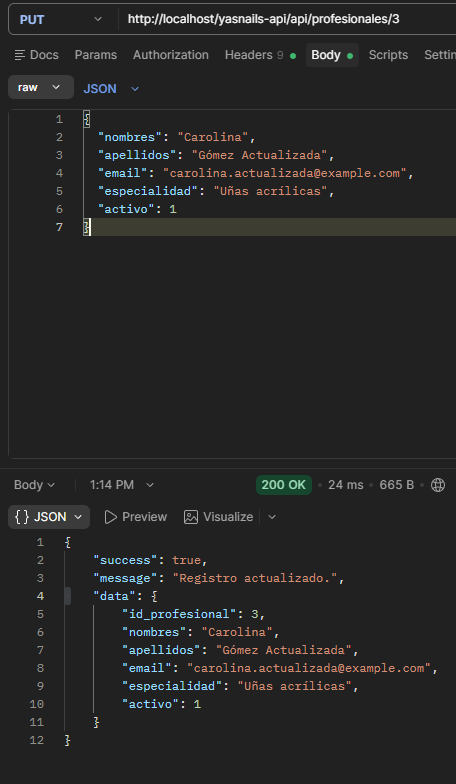 PUT http://localhost/yasnails-api/api/profesionales/3
Docs Params Authorization Headers 9 Body Scripts Settin
raw JSON
1 {
2 "nombres": "Carolina",
3 "apellidos": "Gómez Actualizada",
4 "email": "carolina.actualizada@example.com",
5 "especialidad": "Uñas acrílicas",
6 "activo": 1
7 }
Body 1:14 PM 200 OK • 24 ms • 665 B •
{} JSON Preview Visualize
1 {
2 "success": true,
3 "message": "Registro actualizado.",
4 "data": {
5 "id_profesional": 3,
6 "nombres": "Carolina",
7 "apellidos": "Gómez Actualizada",
8 "email": "carolina.actualizada@example.com",
9 "especialidad": "Uñas acrílicas",
10 "activo": 1
11 }
12 }